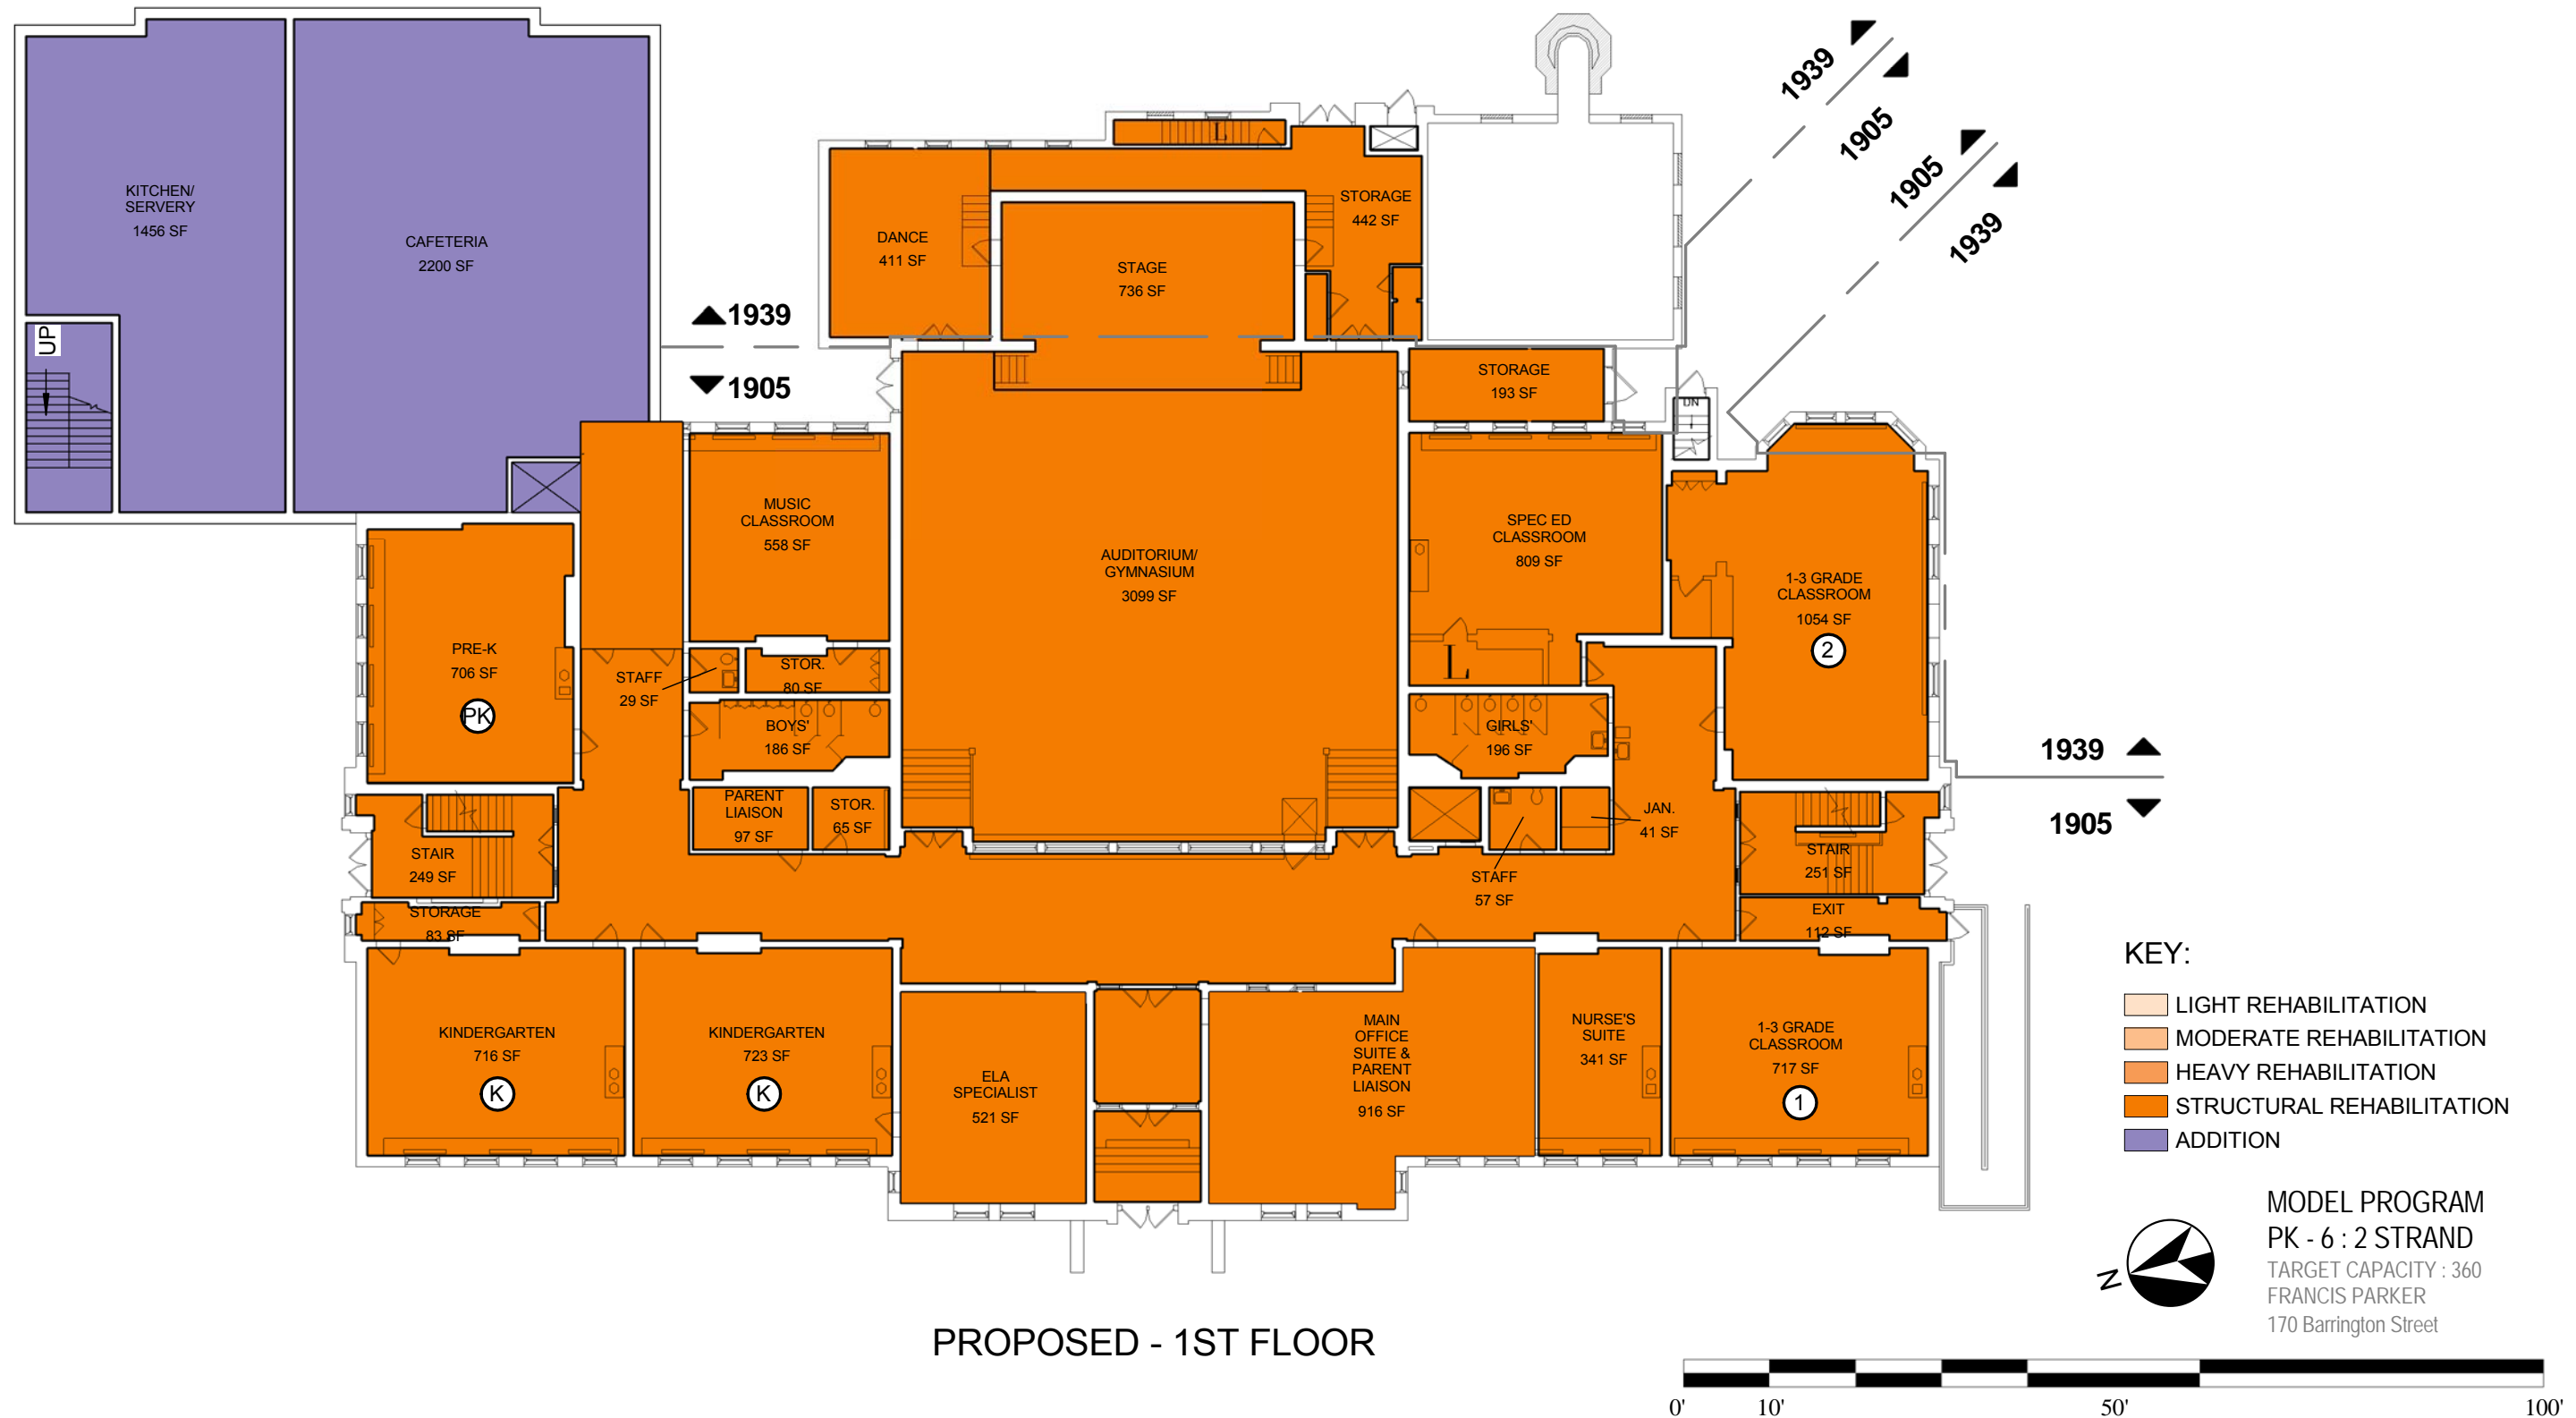 KITCHEN/
SERVERY
1456 SF
CAFETERIA
2200 SF
UP
1939
1905
DANCE
411 SF
STAGE
736 SF
L
STORAGE
442 SF
STORAGE
193 SF
DN
1939
1905
1905
1939
MUSIC
CLASSROOM
558 SF
AUDITORIUM/
GYMNASIUM
3099 SF
SPEC ED
CLASSROOM
809 SF
L
1-3 GRADE
CLASSROOM
1054 SF
2
PRE-K
706 SF
PK
STAFF
29 SF
STOR.
80 SF
BOYS'
186 SF
GIRLS'
196 SF
PARENT
LIAISON
97 SF
STOR.
65 SF
JAN.
41 SF
STAFF
57 SF
STAIR
249 SF
STORAGE
83 SF
STAIR
251 SF
EXIT
112 SF
1939
1905
KINDERGARTEN
716 SF
K
KINDERGARTEN
723 SF
K
ELA
SPECIALIST
521 SF
MAIN
OFFICE
SUITE &
PARENT
LIAISON
916 SF
NURSE'S
SUITE
341 SF
1-3 GRADE
CLASSROOM
717 SF
1
KEY:
LIGHT REHABILITATION
MODERATE REHABILITATION
HEAVY REHABILITATION
STRUCTURAL REHABILITATION
ADDITION
N
MODEL PROGRAM
PK - 6 : 2 STRAND
TARGET CAPACITY : 360
FRANCIS PARKER
170 Barrington Street
PROPOSED - 1ST FLOOR
0' 10' 50' 100'